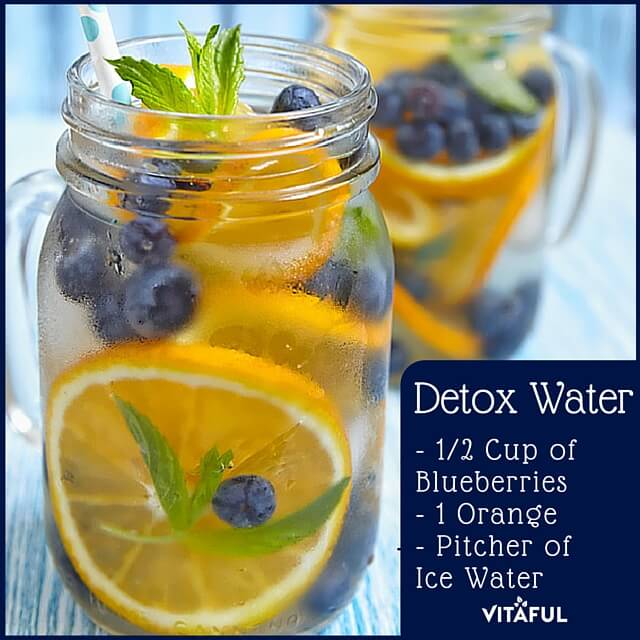 Detox Water
- 1/2 Cup of
Blueberries
- 1 Orange
- Pitcher of
Ice Water
VITAFUL